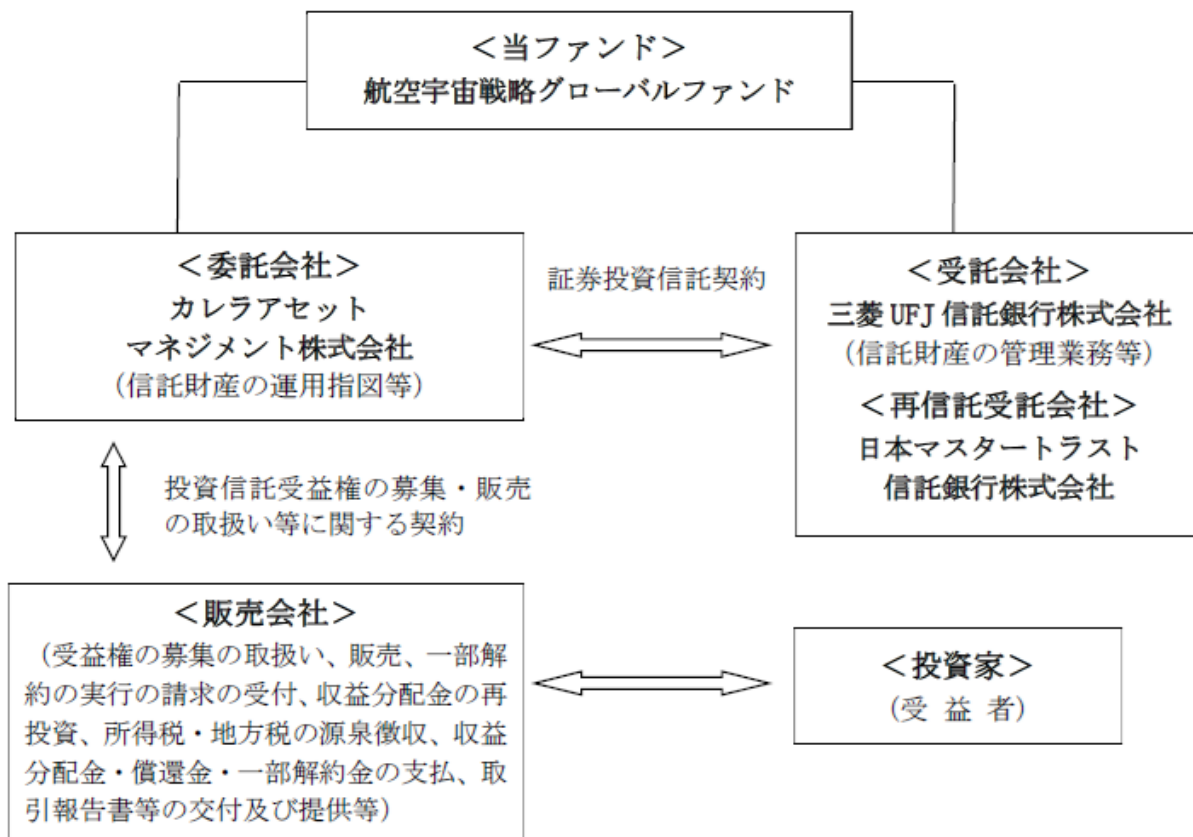 ＜当ファンド＞
航空宇宙戦略グローバルファンド
＜委託会社＞
カレラアセット
マネジメント株式会社
（信託財産の運用指図等）
証券投資信託契約
＜受託会社＞
三菱 UFJ 信託銀行株式会社
（信託財産の管理業務等）
＜再信託受託会社＞
日本マスタートラスト
信託銀行株式会社
投資信託受益権の募集・販売
の取扱い等に関する契約
＜販売会社＞
（受益権の募集の取扱い、販売、一部解
約の実行の請求の受付、収益分配金の再
投資、所得税・地方税の源泉徴収、収益
分配金・償還金・一部解約金の支払、取
引報告書等の交付及び提供等）
＜投資家＞
（受 益 者）